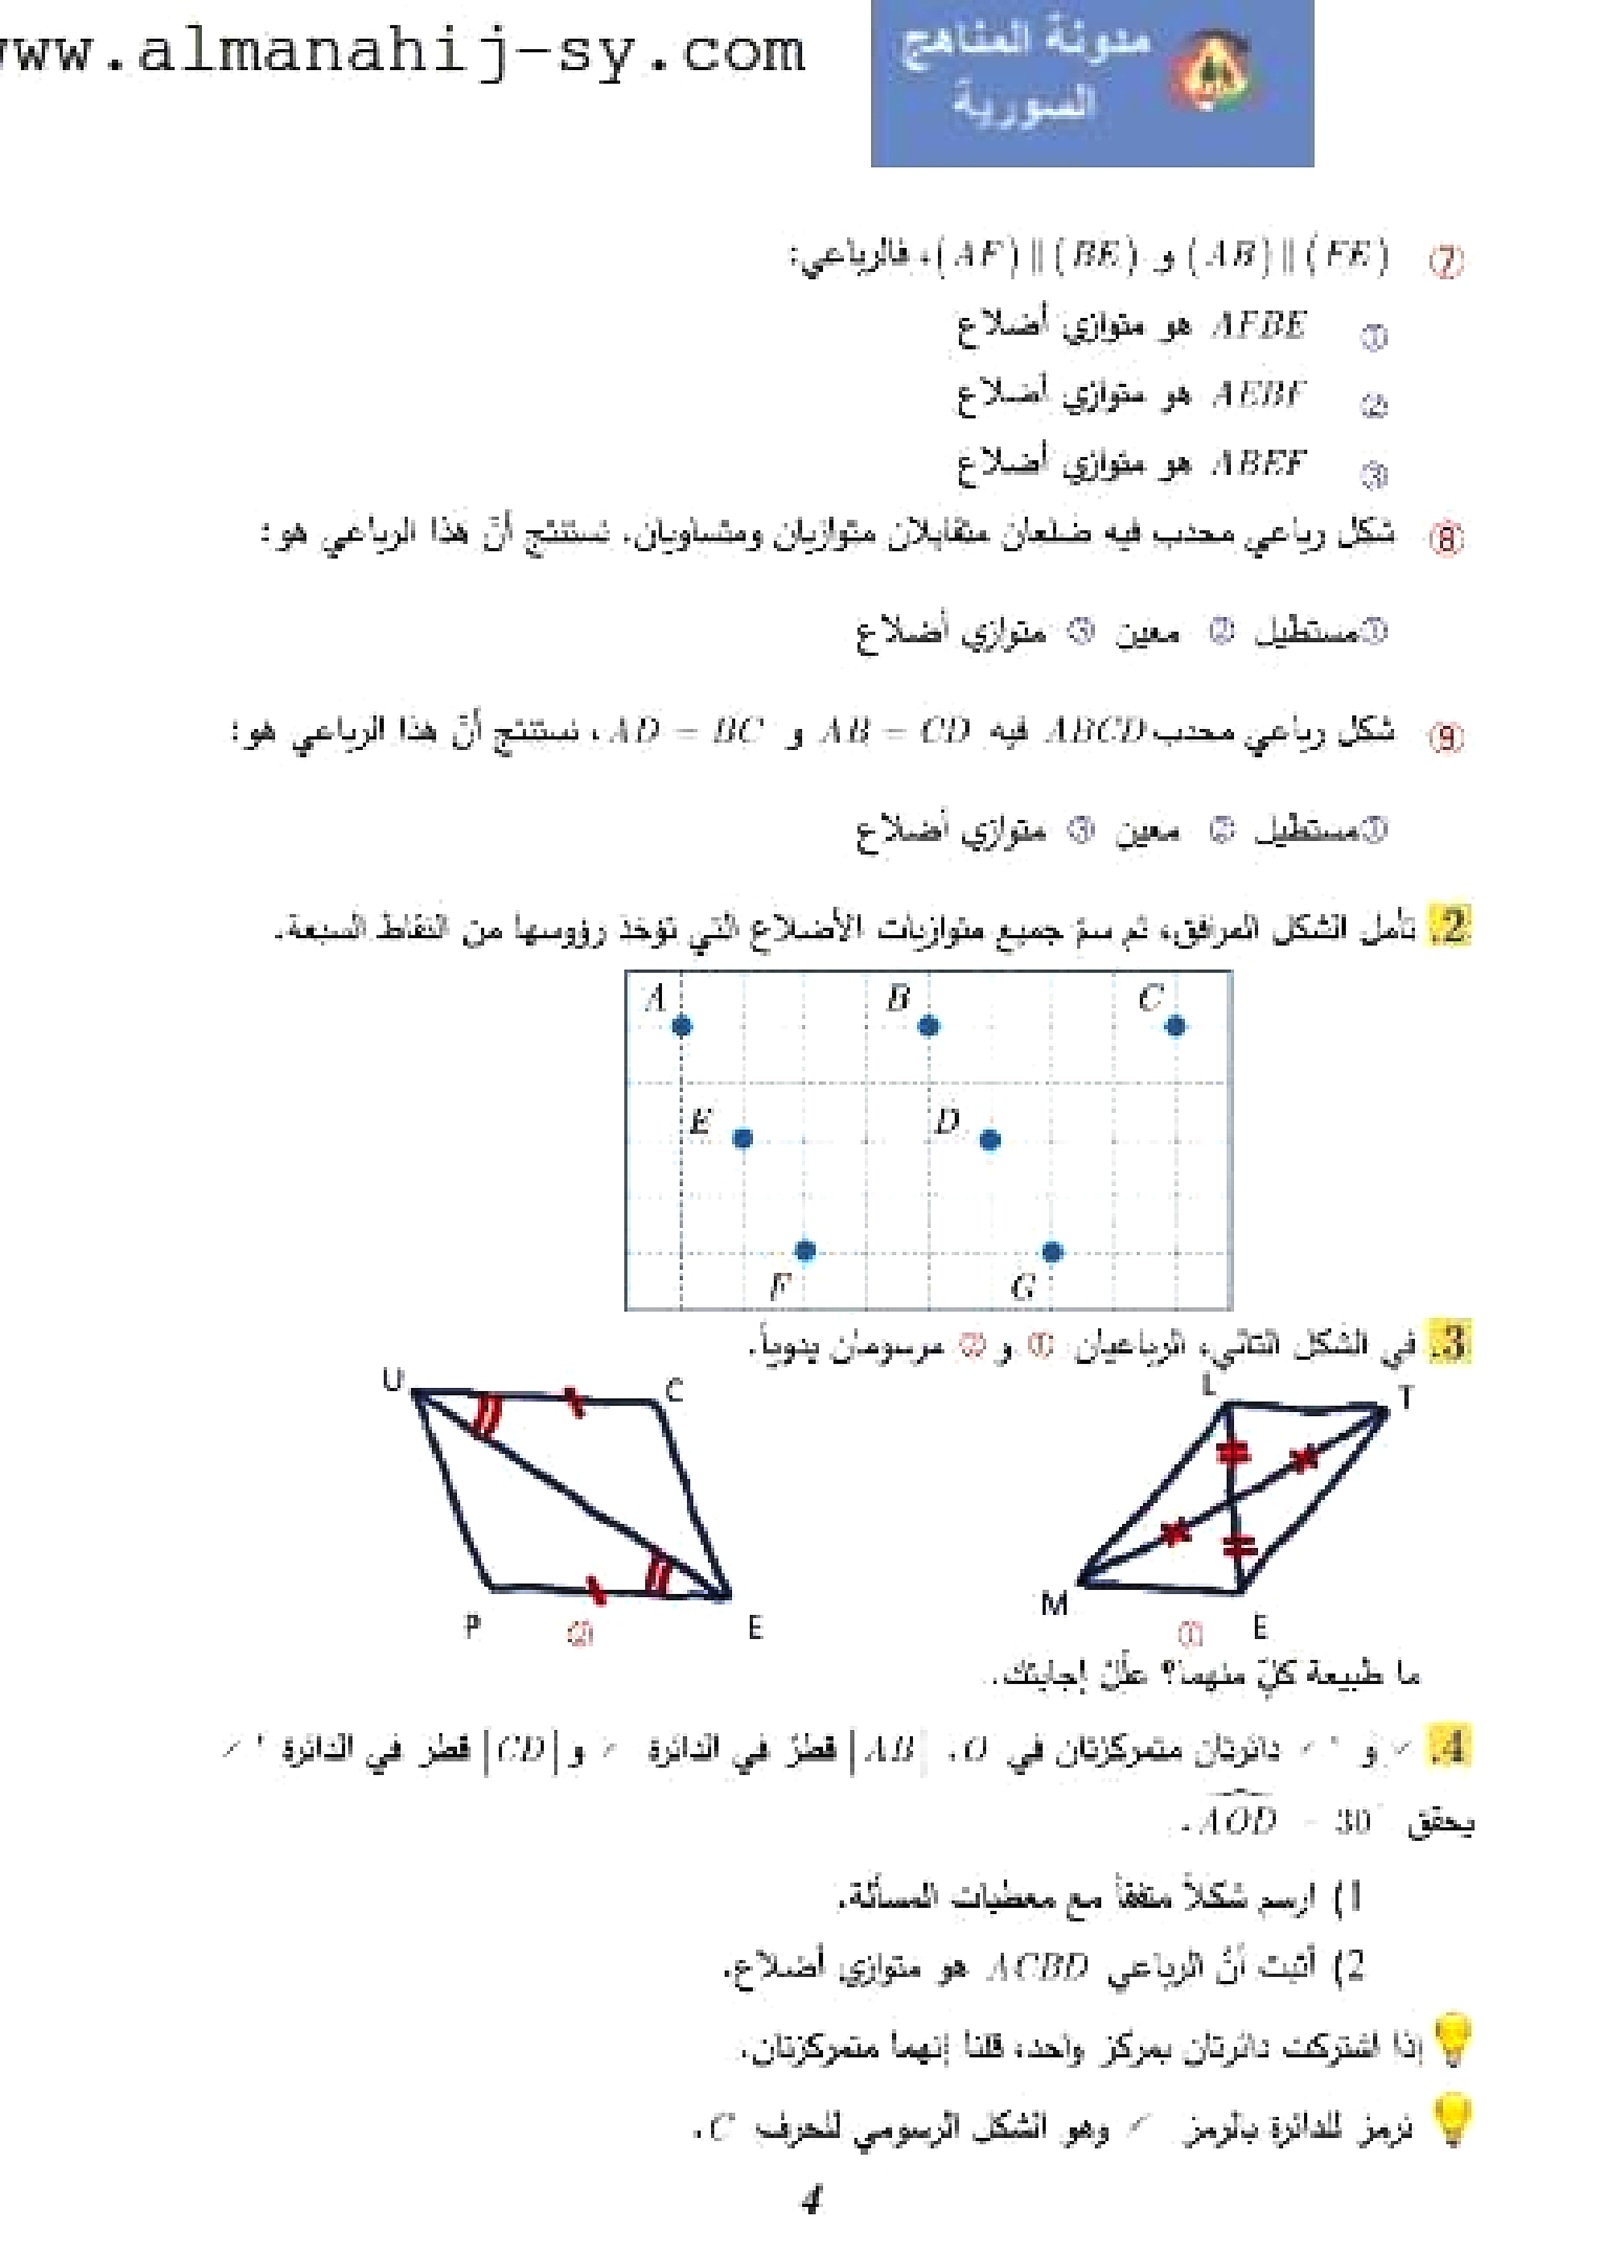 www.almanahij-sy.com
مدونة المناهج
السورية
⑦ (FE) ∥ (AB) و (BE) ∥ (AF)، فالرباعي:
① AFBE هو متوازي أضلاع
② AEBF هو متوازي أضلاع
③ ABEF هو متوازي أضلاع
⑧ شكل رباعي محدب فيه ضلعان متقابلان متوازيان ومتساويان، نستنتج أنّ هذا الرباعي هو:
① مستطيل ② معين ③ متوازي أضلاع
⑨ شكل رباعي محدب ABCD فيه AB = CD و AD = BC، نستنتج أنّ هذا الرباعي هو:
① مستطيل ② معين ③ متوازي أضلاع
2. تأمل الشكل المرافق، ثم سمّ جميع متوازيات الأضلاع التي تؤخذ رؤوسها من النقاط السبعة.
A B C
E D
F G
3. في الشكل التالي، الرباعيان ① و ② مرسومان يدوياً.
U C L T
M
P ② E ① E
ما طبيعة كلّ منهما؟ علّل إجابتك.
4. و ' دائرتان متمركزتان في O، [AB] قطرٌ في الدائرة و [CD] قطر في الدائرة '
يحقق AOD = 30°.
1) ارسم شكلاً متفقاً مع معطيات المسألة.
2) أثبت أنّ الرباعي ACBD هو متوازي أضلاع.
إذا اشتركت دائرتان بمركز واحد، قلنا إنهما متمركزتان.
نرمز للدائرة بالرمز وهو الشكل الرسومي للحرف C.
4